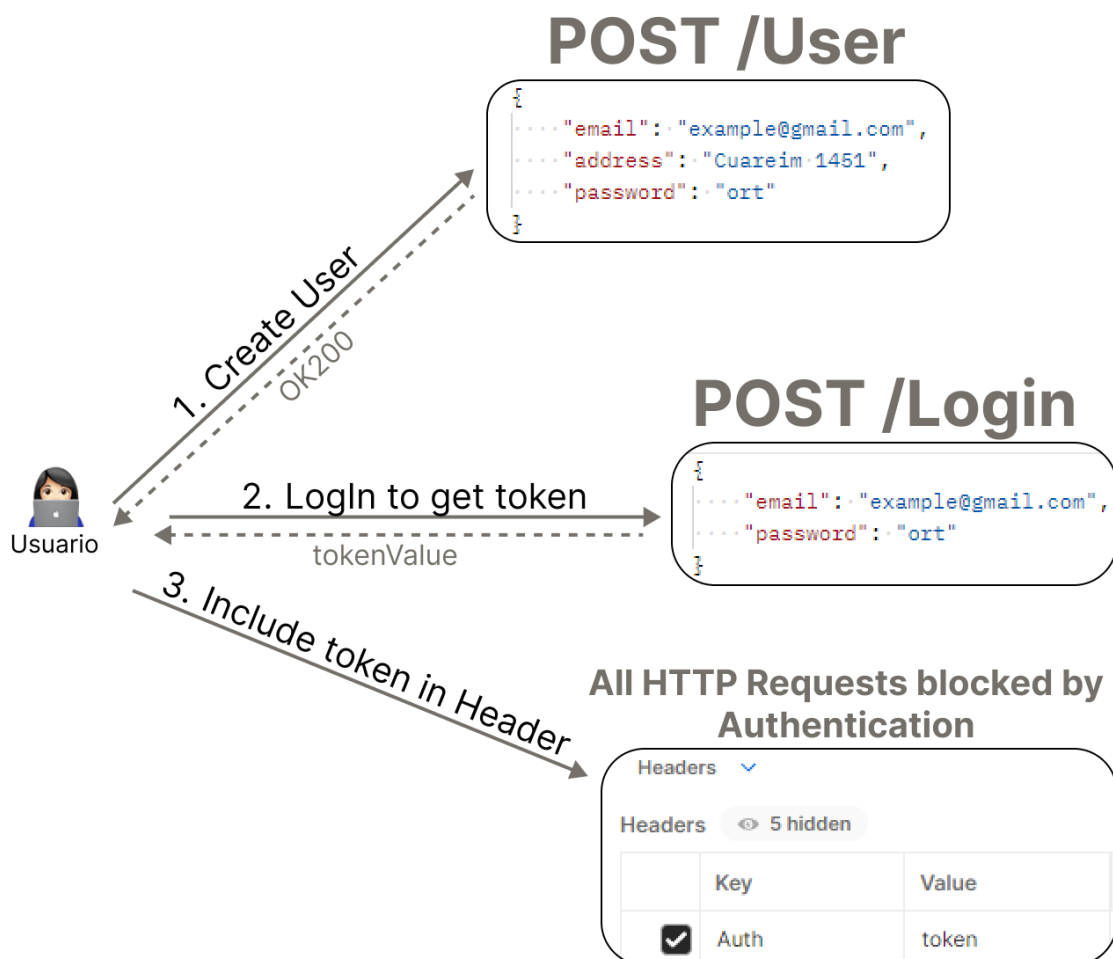 POST /User
{
"email": "example@gmail.com",
"address": "Cuareim 1451",
"password": "ort"
}
1. Create User
OK200
POST /Login
{
"email": "example@gmail.com",
"password": "ort"
}
2. LogIn to get token
tokenValue
Usuario
3. Include token in Header
All HTTP Requests blocked by
Authentication
Headers
Headers 5 hidden
Key Value
Auth token